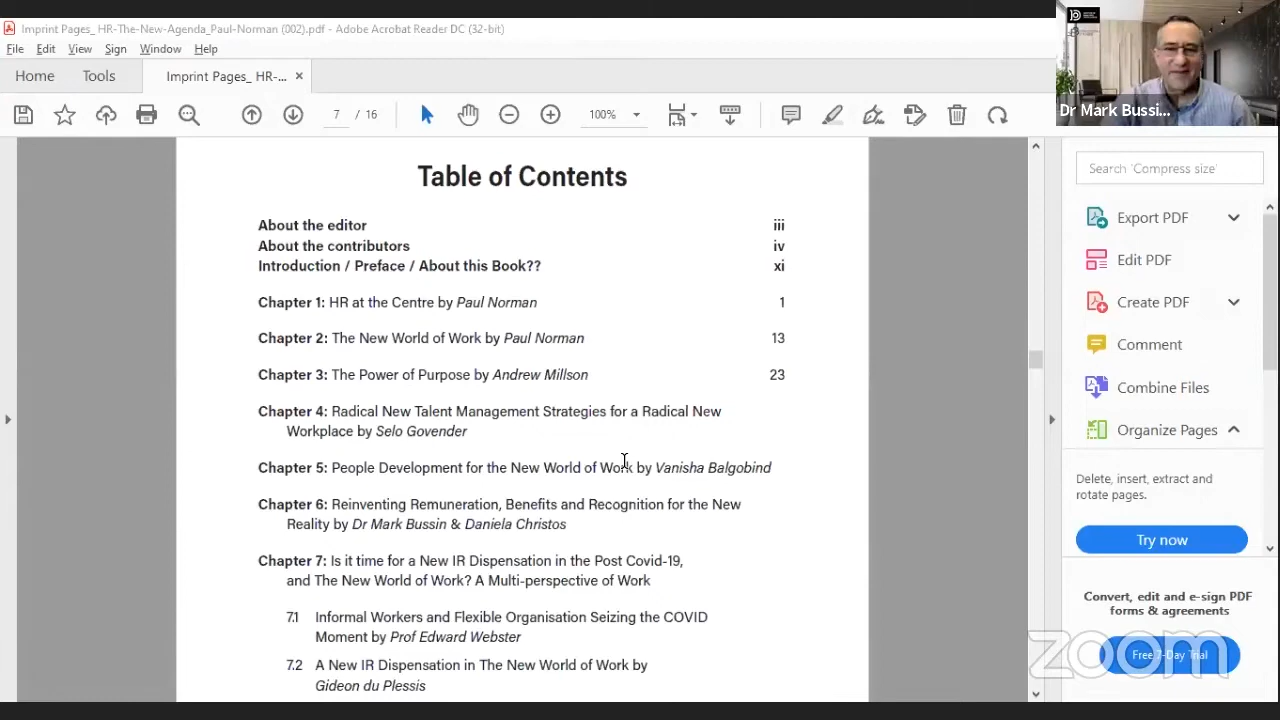 Imprint Pages_ HR-The-New-Agenda_Paul-Norman (002).pdf - Adobe Acrobat Reader DC (32-bit)
File Edit View Sign Window Help
Home Tools Imprint Pages_ HR-... ×
7 / 16 100%
Dr Mark Bussi...
Table of Contents
About the editor iii
About the contributors iv
Introduction / Preface / About this Book?? xi
Chapter 1: HR at the Centre by Paul Norman 1
Chapter 2: The New World of Work by Paul Norman 13
Chapter 3: The Power of Purpose by Andrew Millson 23
Chapter 4: Radical New Talent Management Strategies for a Radical New
Workplace by Selo Govender
Chapter 5: People Development for the New World of Work by Vanisha Balgobind
Chapter 6: Reinventing Remuneration, Benefits and Recognition for the New
Reality by Dr Mark Bussin & Daniela Christos
Chapter 7: Is it time for a New IR Dispensation in the Post Covid-19,
and The New World of Work? A Multi-perspective of Work
7.1 Informal Workers and Flexible Organisation Seizing the COVID
Moment by Prof Edward Webster
7.2 A New IR Dispensation in The New World of Work by
Gideon du Plessis
Search 'Compress size'
Export PDF
Edit PDF
Create PDF
Comment
Combine Files
Organize Pages
Delete, insert, extract and
rotate pages.
Try now
Convert, edit and e-sign PDF
forms & agreements
Free 7-Day Trial
zoom